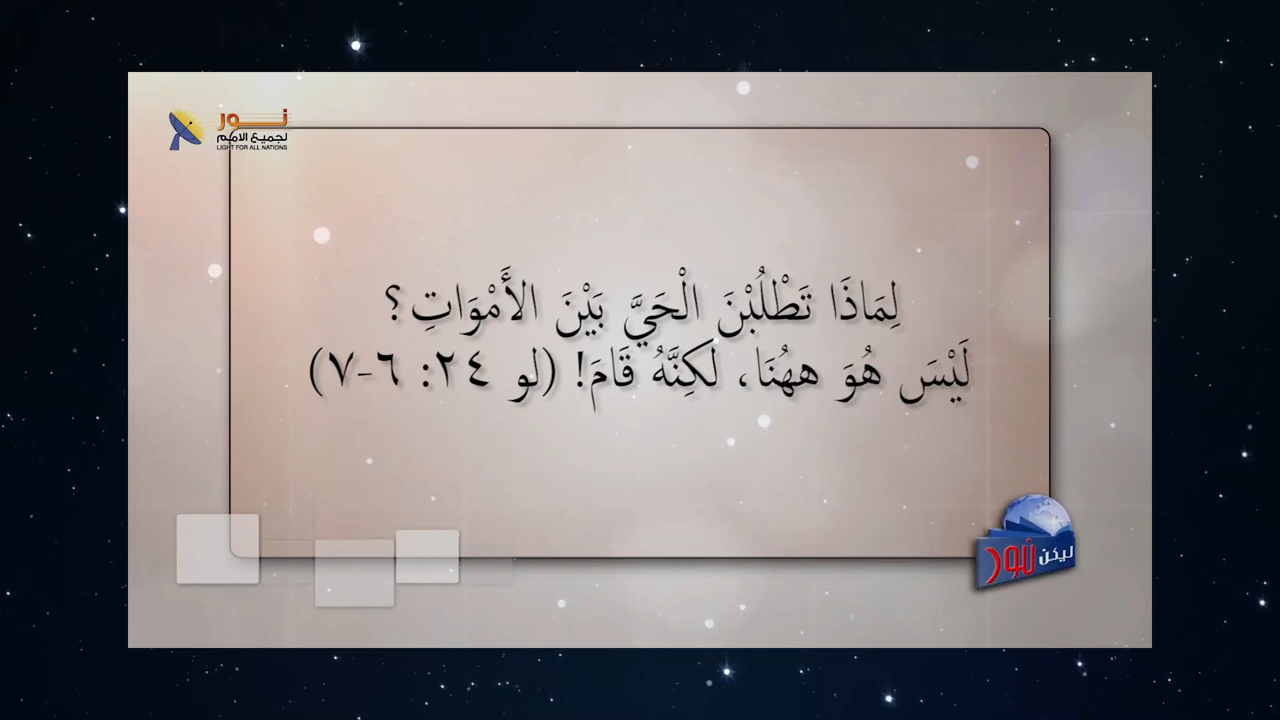 نور
لجميع الامم
LIGHT FOR ALL NATIONS
لِمَاذَا تَطْلُبْنَ الْحَيَّ بَيْنَ الأَمْوَاتِ؟
لَيْسَ هُوَ ههُنَا، لكِنَّهُ قَامَ! (لو ٢٤: ٦-٧)
ليكن نور